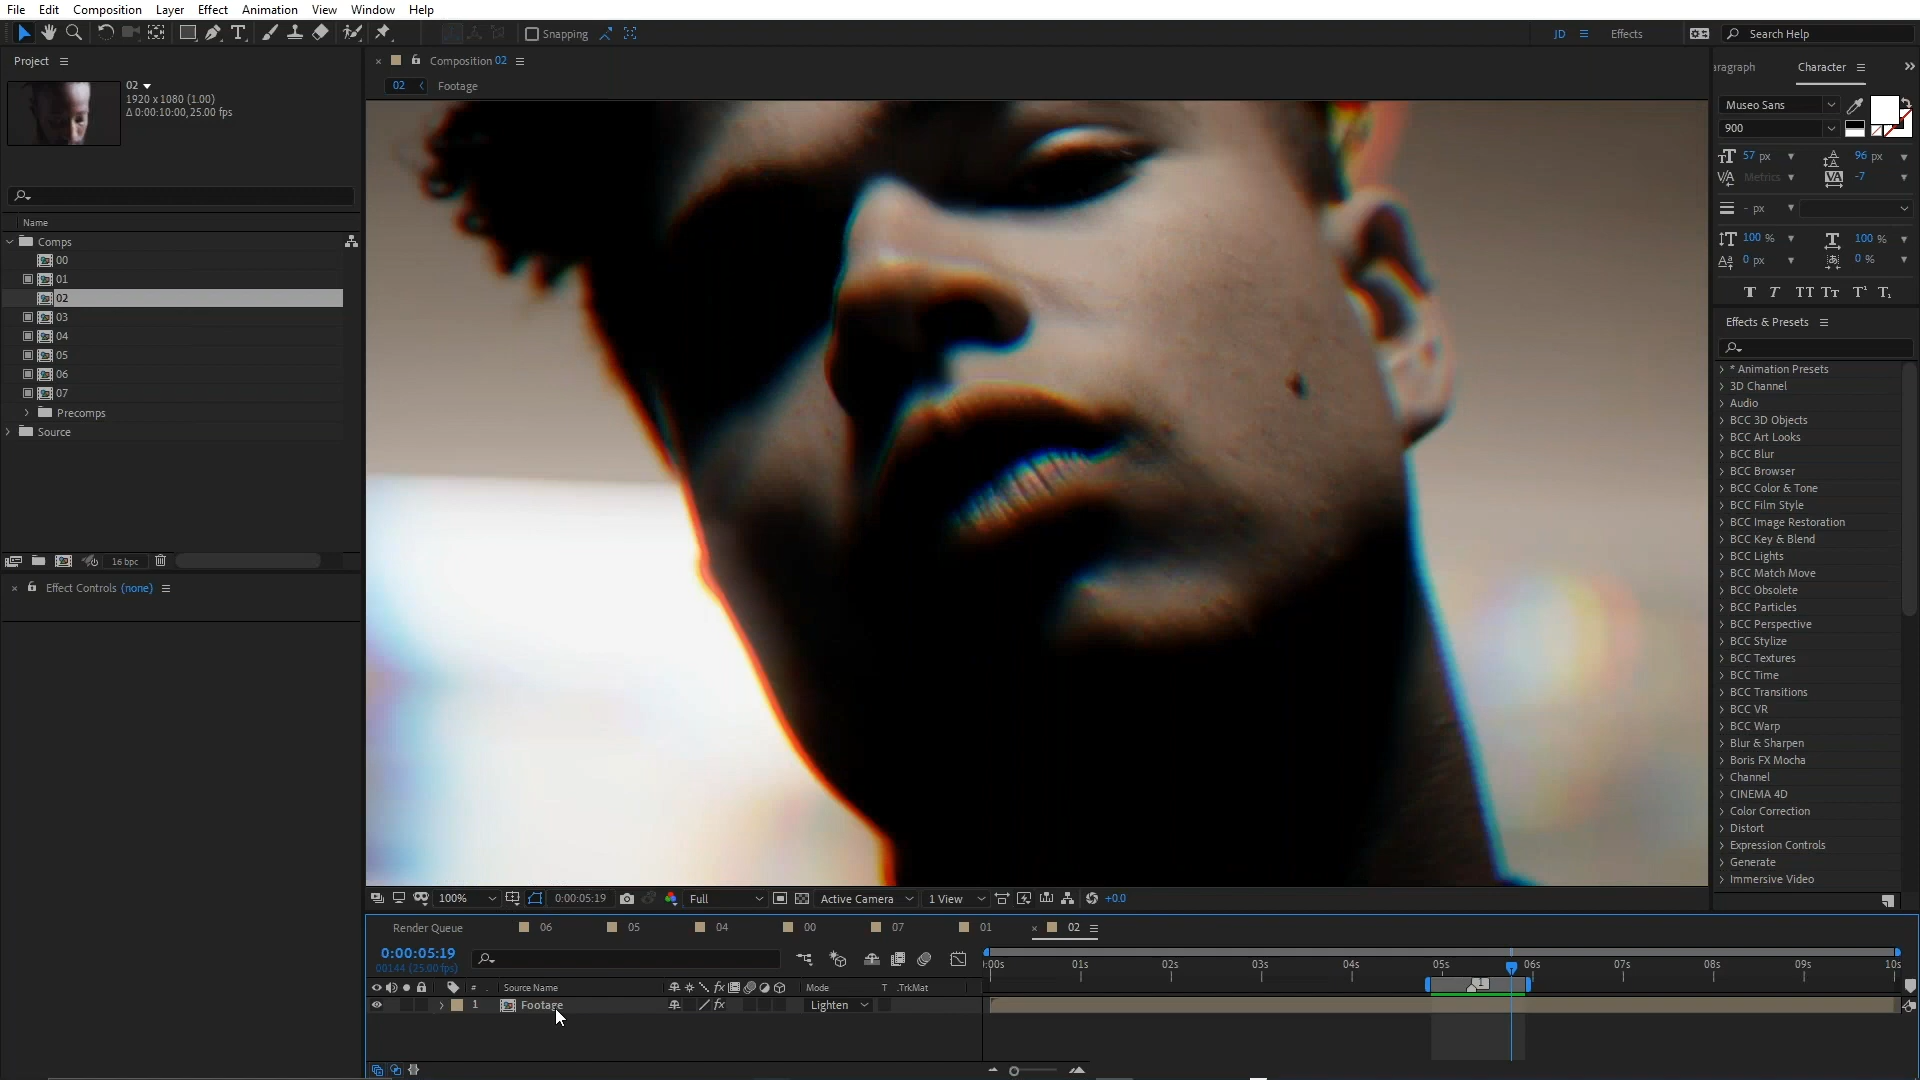 File Edit Composition Layer Effect Animation View Window Help
Snapping
JD
Effects
Search Help
Project
02
1920 x 1080 (1.00)
Δ 0:00:10:00, 25.00 fps
Name
Comps
00
01
02
03
04
05
06
07
Precomps
Source
16 bpc
Effect Controls (none)
Composition 02
02
Footage
100%
0:00:05:19
Full
Active Camera
1 View
+0.0
Render Queue
06
05
04
00
07
01
02
0:00:05:19
00144 (25.00 fps)
# Source Name
Mode
T .TrkMat
1 Footage
Lighten
:00s 01s 02s 03s 04s 05s 06s 07s 08s 09s 10s
1
aragraph
Character
Museo Sans
900
57 px
96 px
Metrics
-7
- px
100 %
100 %
0 px
0 %
Effects & Presets
* Animation Presets
3D Channel
Audio
BCC 3D Objects
BCC Art Looks
BCC Blur
BCC Browser
BCC Color & Tone
BCC Film Style
BCC Image Restoration
BCC Key & Blend
BCC Lights
BCC Match Move
BCC Obsolete
BCC Particles
BCC Perspective
BCC Stylize
BCC Textures
BCC Time
BCC Transitions
BCC VR
BCC Warp
Blur & Sharpen
Boris FX Mocha
Channel
CINEMA 4D
Color Correction
Distort
Expression Controls
Generate
Immersive Video